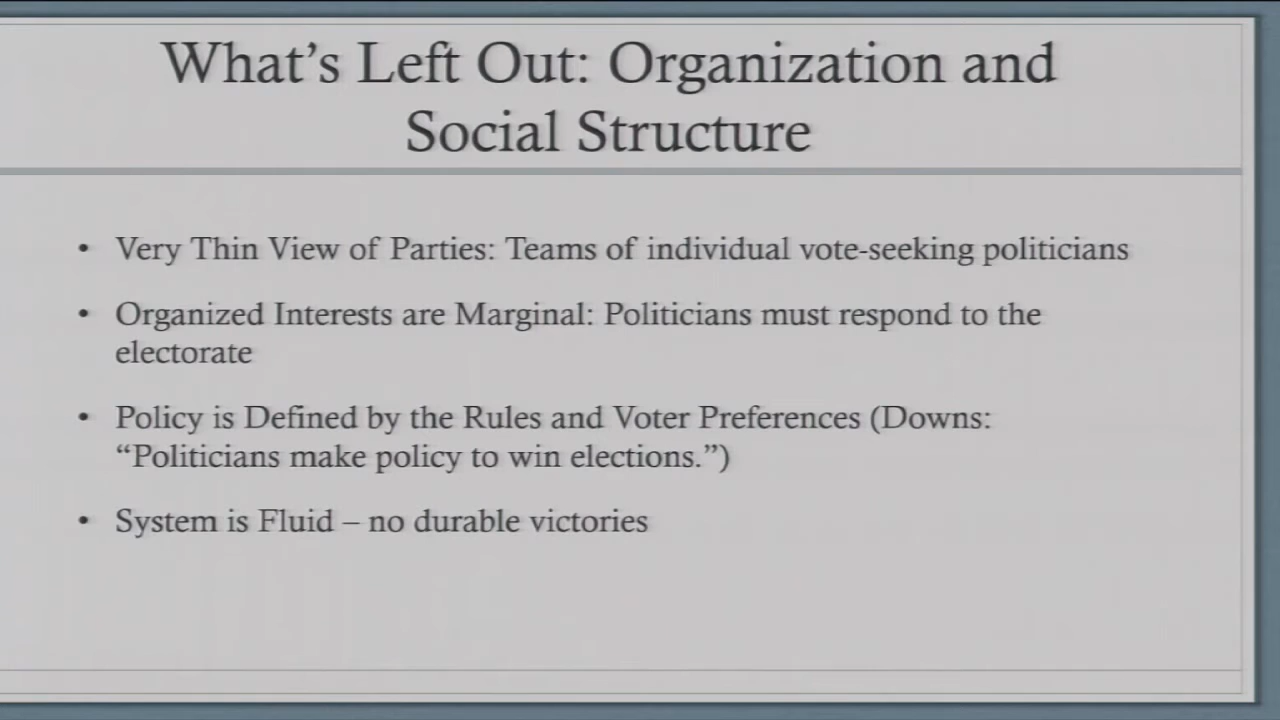 What's Left Out: Organization and
Social Structure
• Very Thin View of Parties: Teams of individual vote-seeking politicians
• Organized Interests are Marginal: Politicians must respond to the
electorate
• Policy is Defined by the Rules and Voter Preferences (Downs:
“Politicians make policy to win elections.”)
• System is Fluid – no durable victories